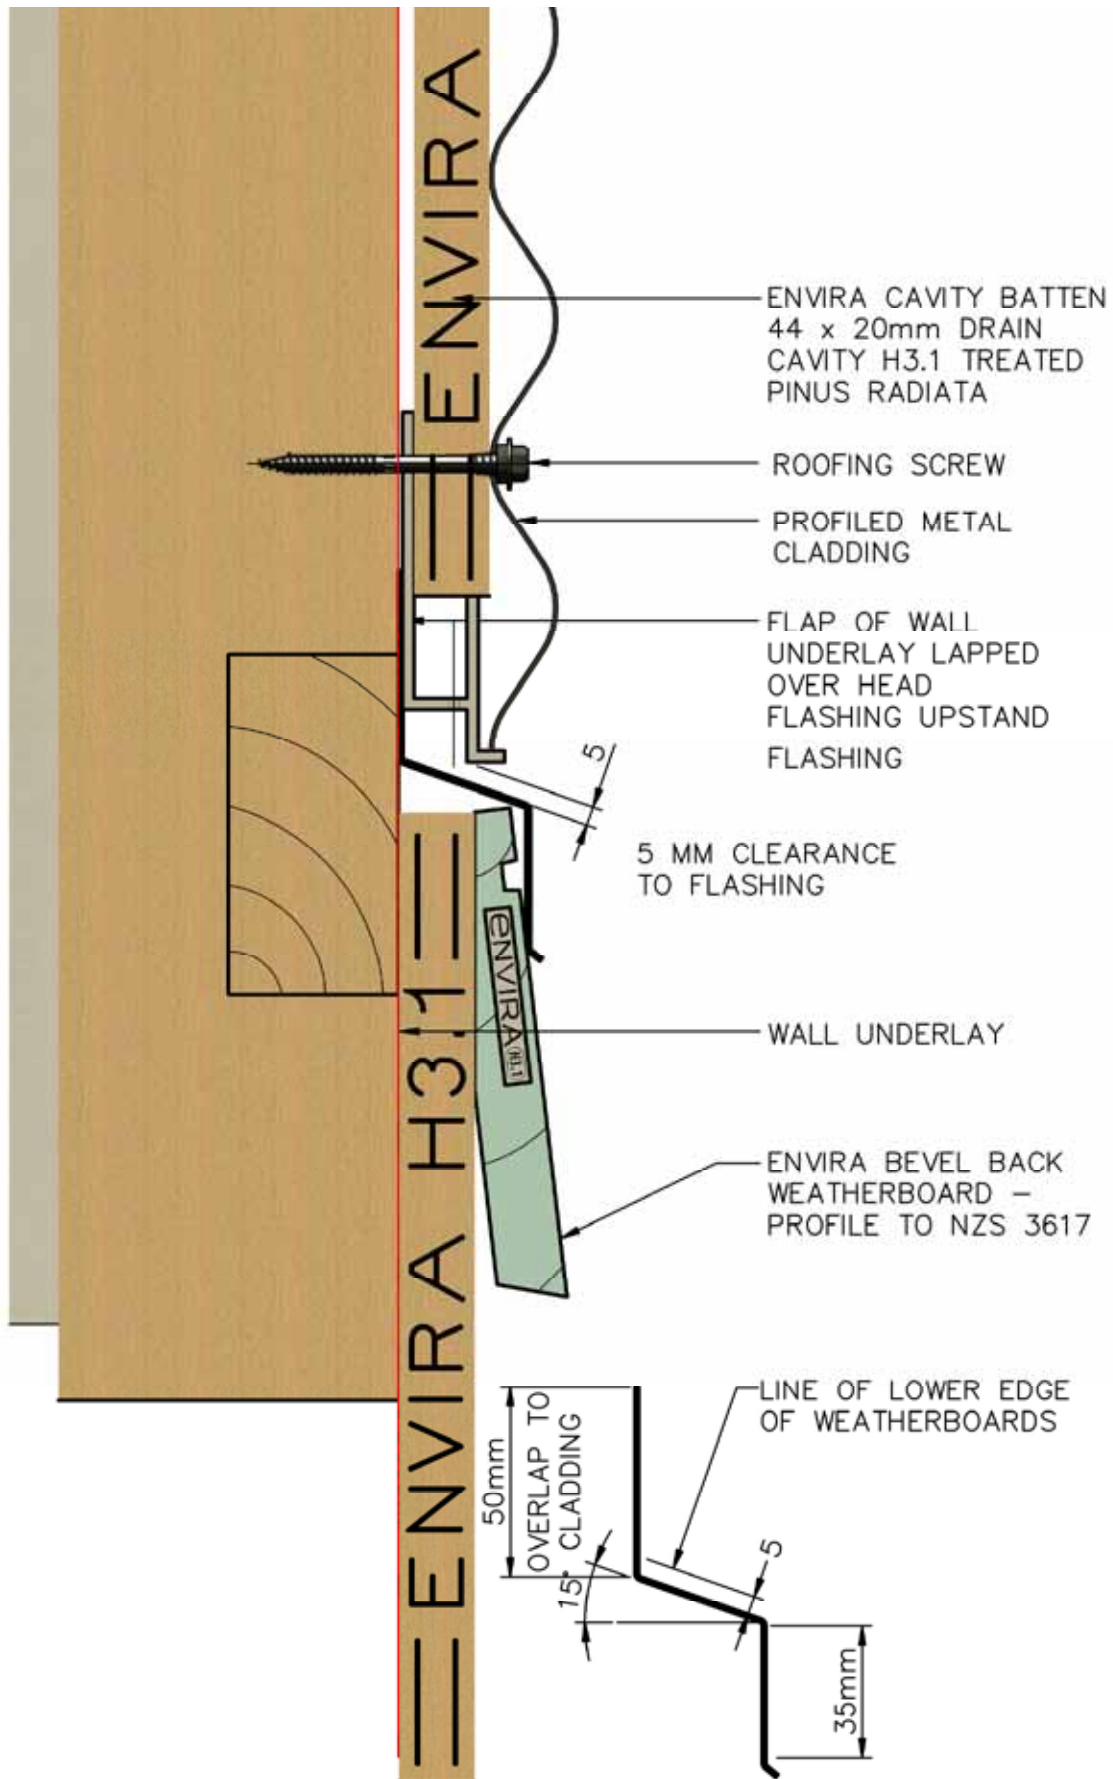 ENVIRA
ENVIRA CAVITY BATTEN
44 x 20mm DRAIN
CAVITY H3.1 TREATED
PINUS RADIATA
ROOFING SCREW
PROFILED METAL
CLADDING
FLAP OF WALL
UNDERLAY LAPPED
OVER HEAD
FLASHING UPSTAND
FLASHING
5
5 MM CLEARANCE
TO FLASHING
ENVIRA H3.1
eNVIRA H3.1
WALL UNDERLAY
ENVIRA BEVEL BACK
WEATHERBOARD –
PROFILE TO NZS 3617
LINE OF LOWER EDGE
OF WEATHERBOARDS
50mm
OVERLAP TO
CLADDING
15°
5
35mm